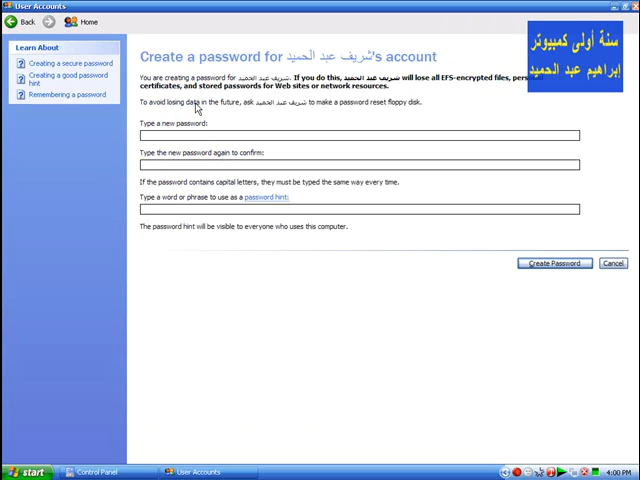 User Accounts
Back
Home
سنة أولى كمبيوتر
إبراهيم عبد الحميد
Learn About
Creating a secure password
Creating a good password
hint
Remembering a password
Create a password for شريف عبد الحميد's account
You are creating a password for شريف عبد الحميد. If you do this, شريف عبد الحميد will lose all EFS-encrypted files,
certificates, and stored passwords for Web sites or network resources.
To avoid losing data in the future, ask شريف عبد الحميد to make a password reset floppy disk.
Type a new password:
Type the new password again to confirm:
If the password contains capital letters, they must be typed the same way every time.
Type a word or phrase to use as a password hint:
The password hint will be visible to everyone who uses this computer.
Create Password
Cancel
start
Control Panel
User Accounts
4:00 PM